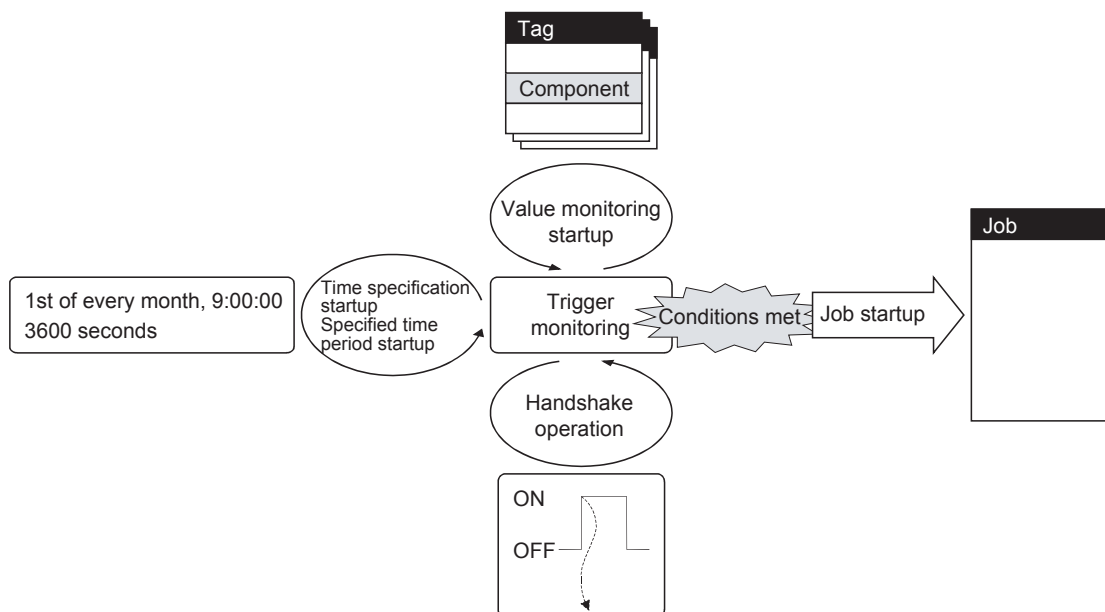 Tag
Component
Value monitoring
startup
Job
1st of every month, 9:00:00
3600 seconds
Time specification
startup
Specified time
period startup
Trigger
monitoring
Conditions met
Job startup
Handshake
operation
ON
OFF